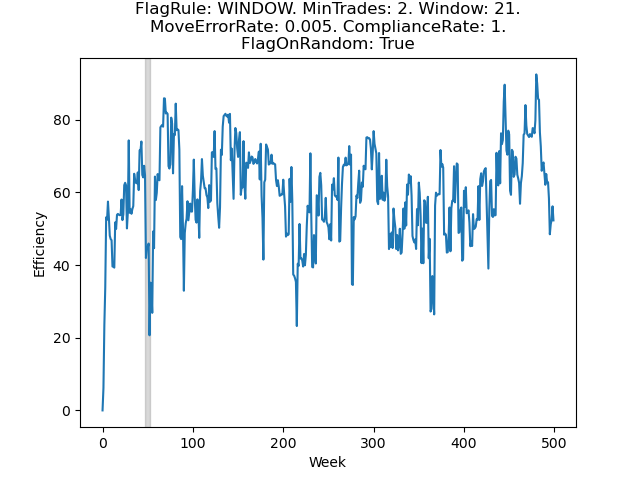 FlagRule: WINDOW. MinTrades: 2. Window: 21.
MoveErrorRate: 0.005. ComplianceRate: 1.
FlagOnRandom: True
80
60
40
20
0
Efficiency
0 100 200 300 400 500
Week